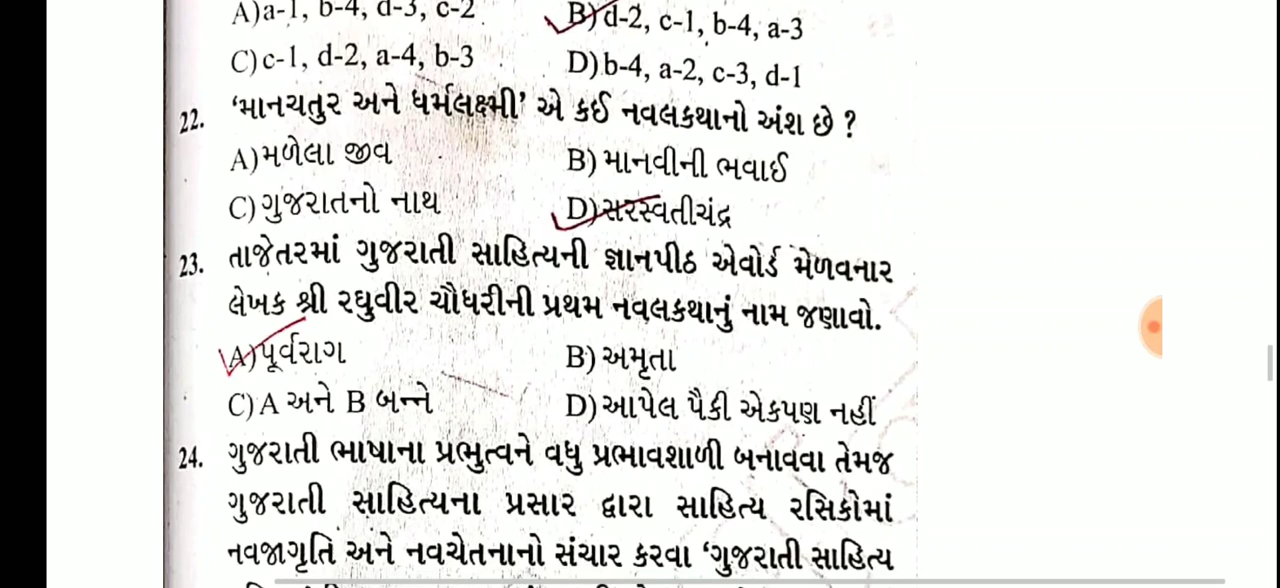 A)a-1, b-4, d-3, c-2 B)d-2, c-1, b-4, a-3
C)c-1, d-2, a-4, b-3 D)b-4, a-2, c-3, d-1
22. ‘માનચતુર અને ધર્મલક્ષ્મી’ એ કઈ નવલકથાનો અંશ છે ?
A)મળેલા જીવ B)માનવીની ભવાઈ
C)ગુજરાતનો નાથ D)સરસ્વતીચંદ્ર
23. તાજેતરમાં ગુજરાતી સાહિત્યની જ્ઞાનપીઠ એવોર્ડ મેળવનાર
લેખક શ્રી રઘુવીર ચૌધરીની પ્રથમ નવલકથાનું નામ જણાવો.
A)પૂર્વરાગ B)અમૃતા
C)A અને B બન્ને D)આપેલ પૈકી એકપણ નહીં
24. ગુજરાતી ભાષાના પ્રભુત્વને વધુ પ્રભાવશાળી બનાવવા તેમજ
ગુજરાતી સાહિત્યના પ્રસાર દ્વારા સાહિત્ય રસિકોમાં
નવજાગૃતિ અને નવચેતનાનો સંચાર કરવા ‘ગુજરાતી સાહિત્ય